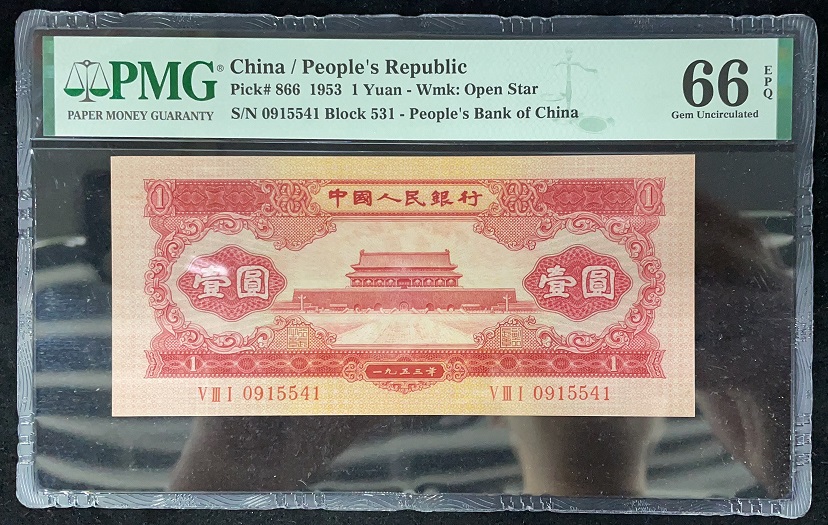 PMG®
PAPER MONEY GUARANTY
China / People's Republic
Pick# 866 1953 1 Yuan - Wmk: Open Star
S/N 0915541 Block 531 - People's Bank of China
66 EPQ
Gem Uncirculated
1 中國人民銀行 1
壹圓 壹圓
1 一九五三年 1
VIII I 0915541 VIII I 0915541